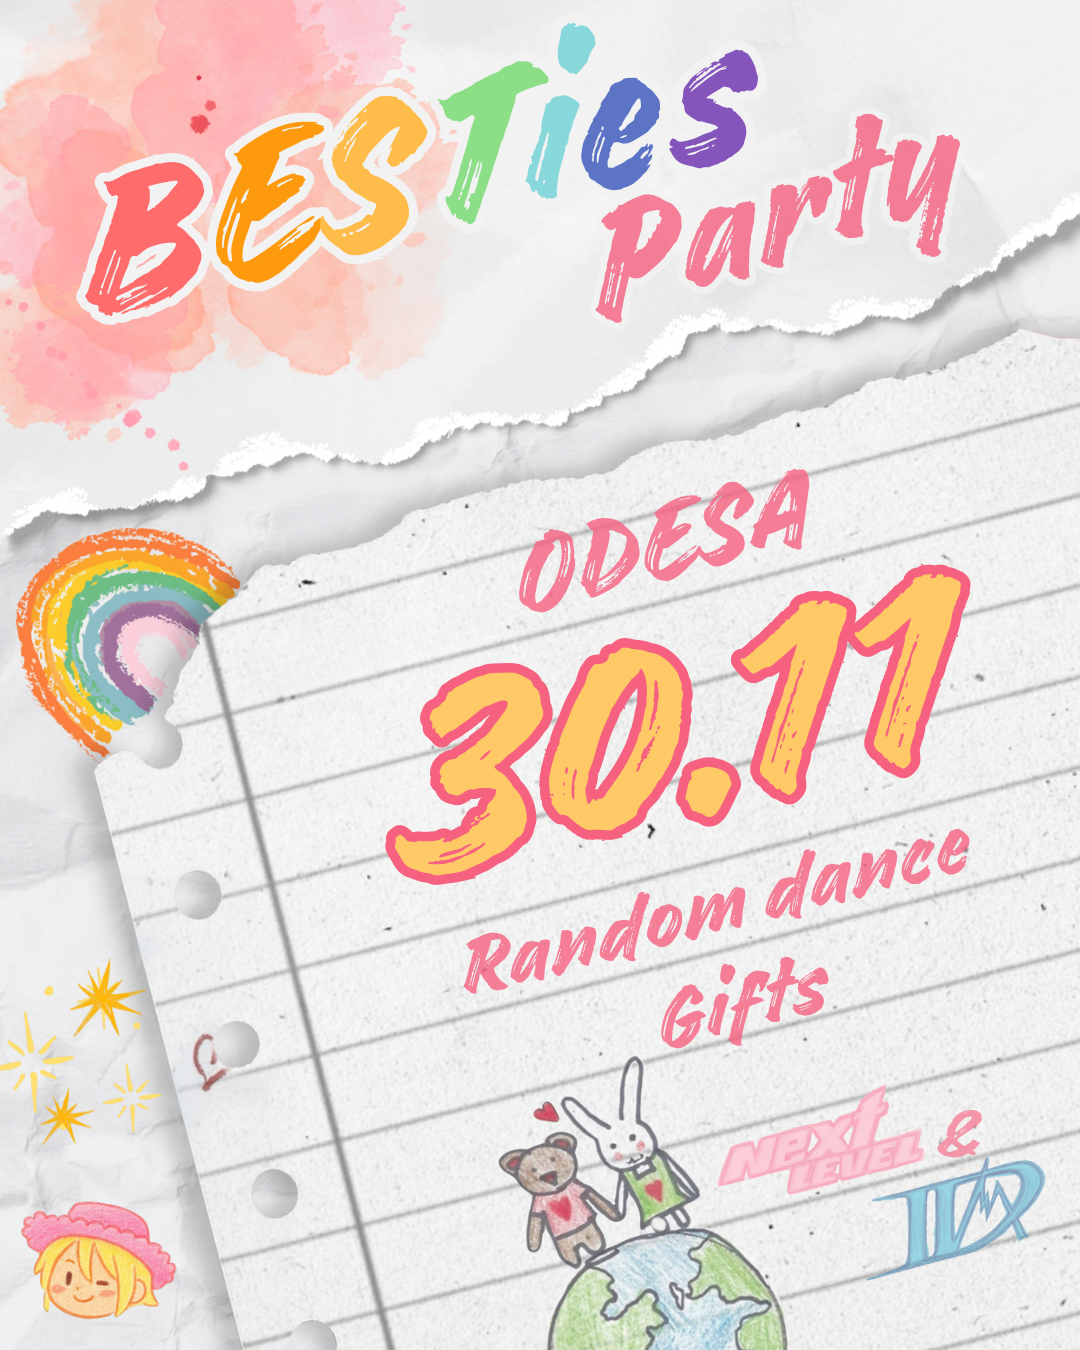 BESTies
Party
ODESA
30.11
Random dance
Gifts
Next
LEVEL &